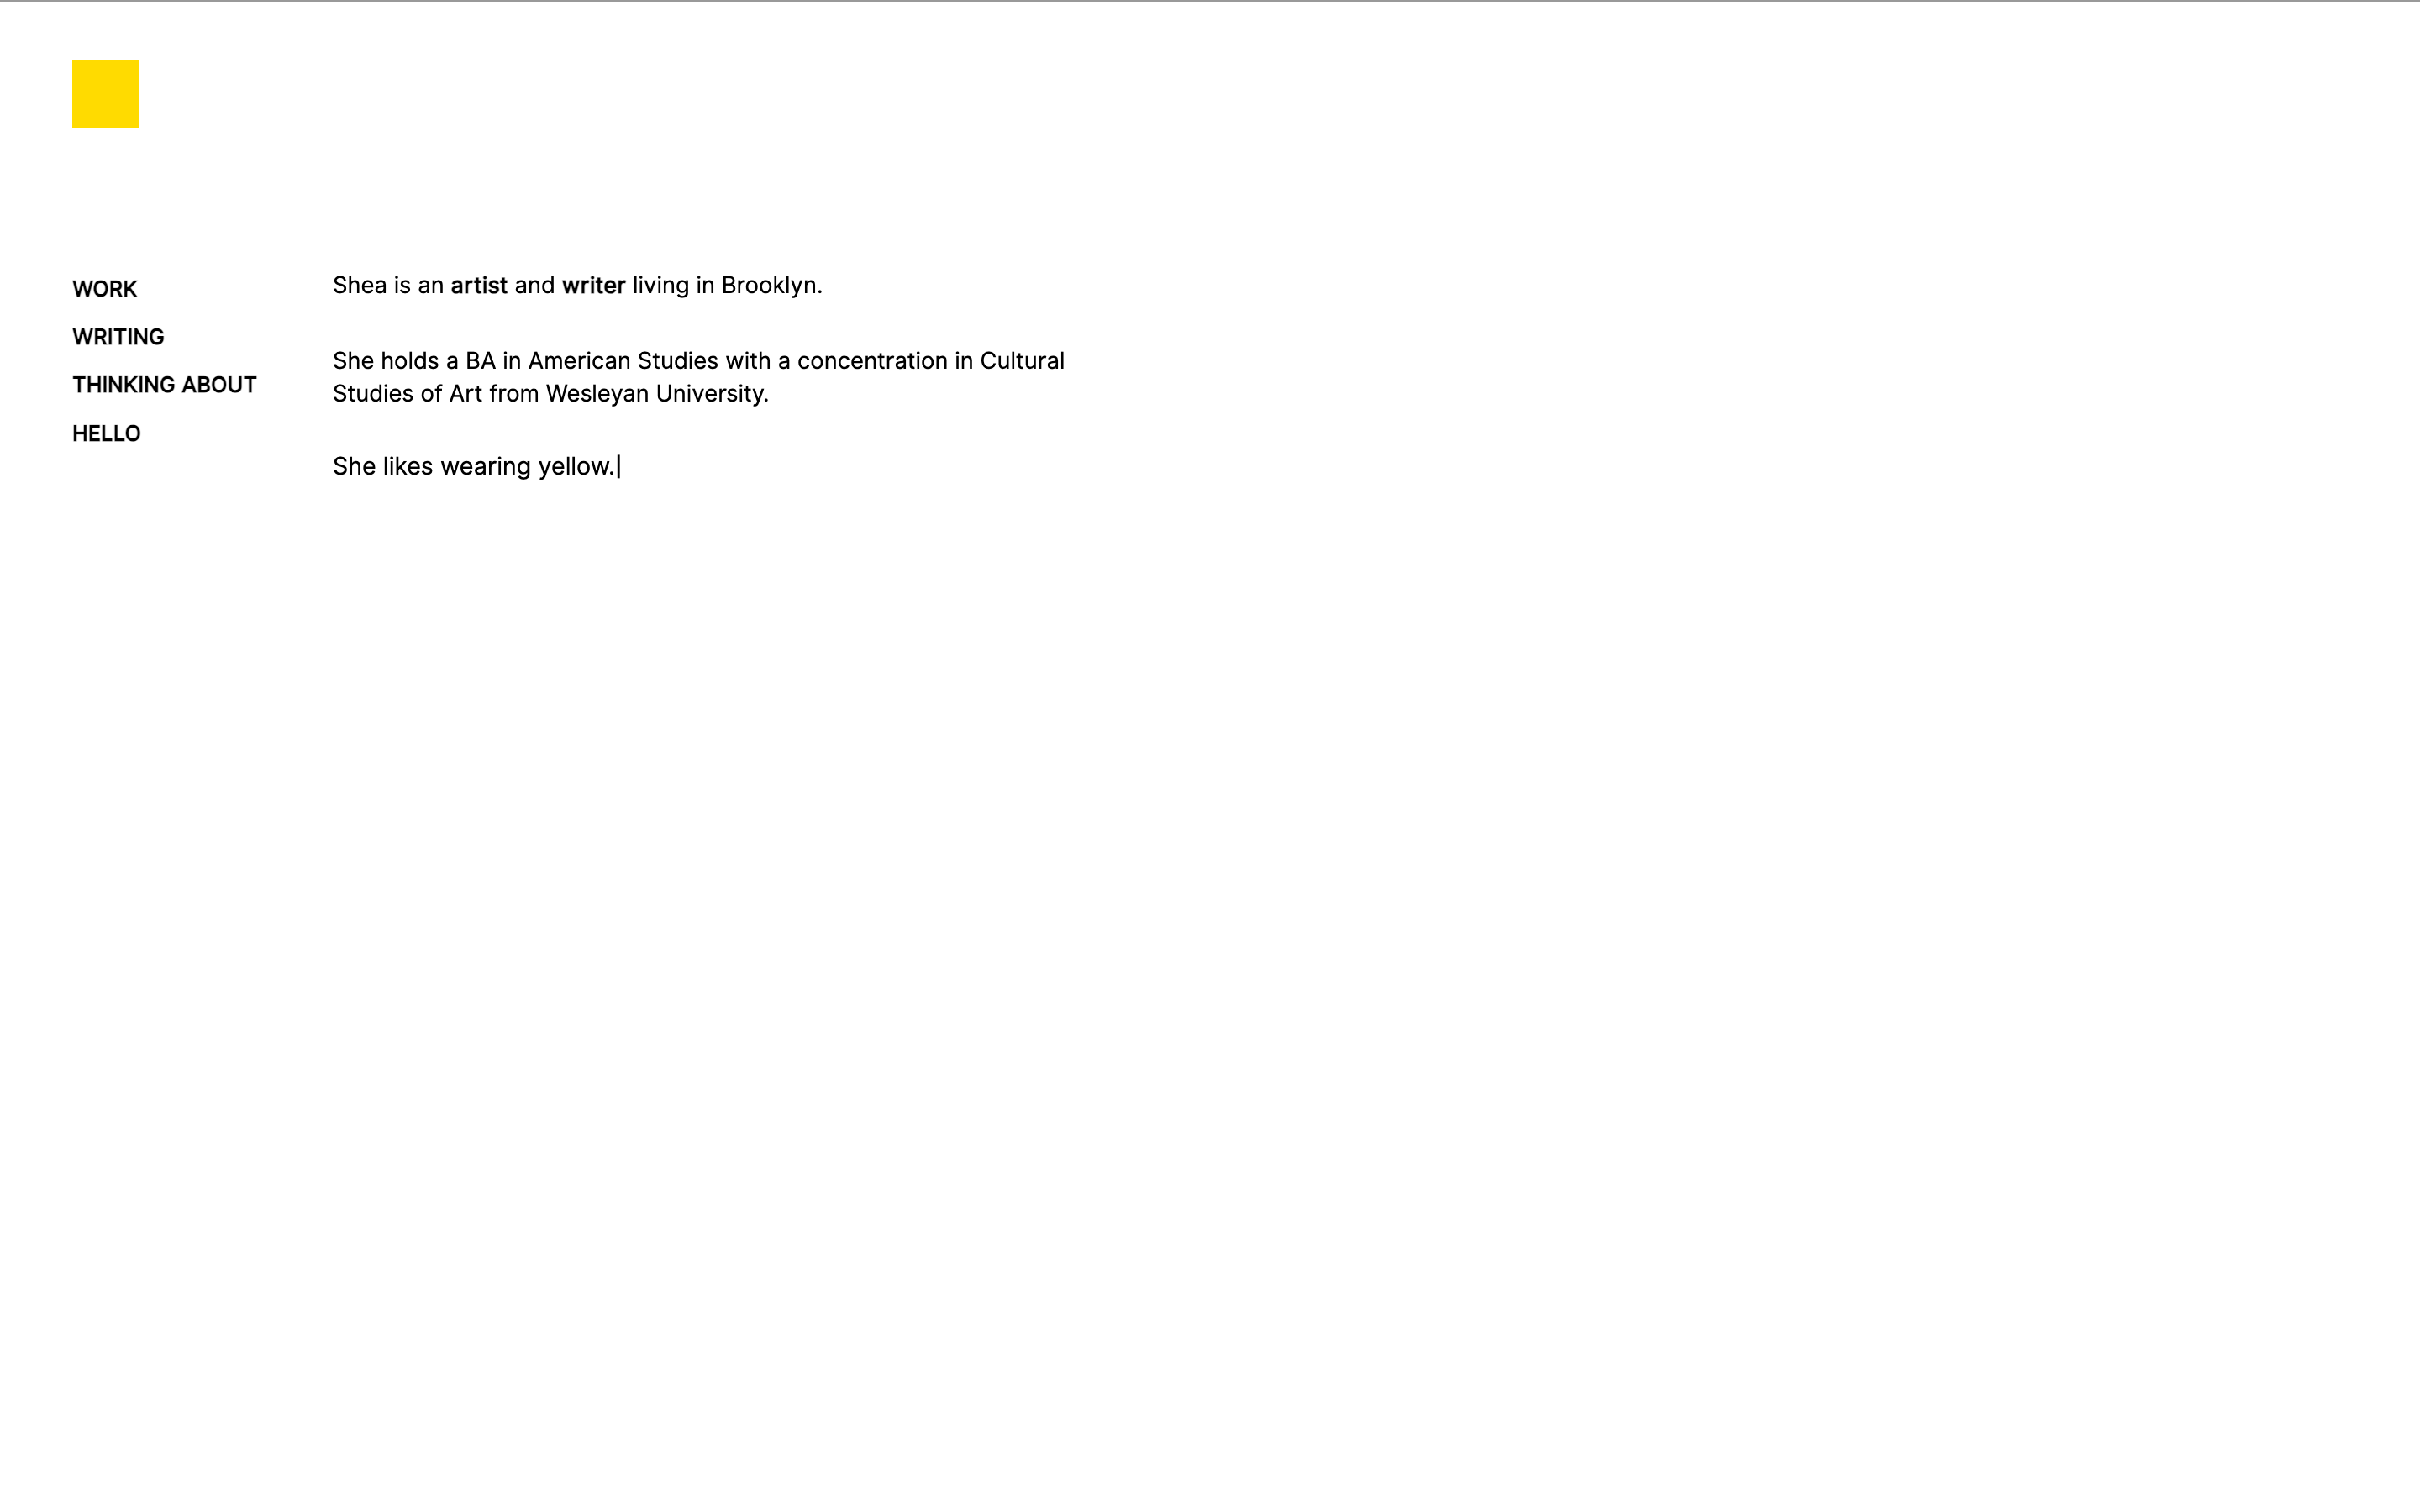 WORK
WRITING
THINKING ABOUT
HELLO
Shea is an artist and writer living in Brooklyn.
She holds a BA in American Studies with a concentration in Cultural
Studies of Art from Wesleyan University.
She likes wearing yellow.|